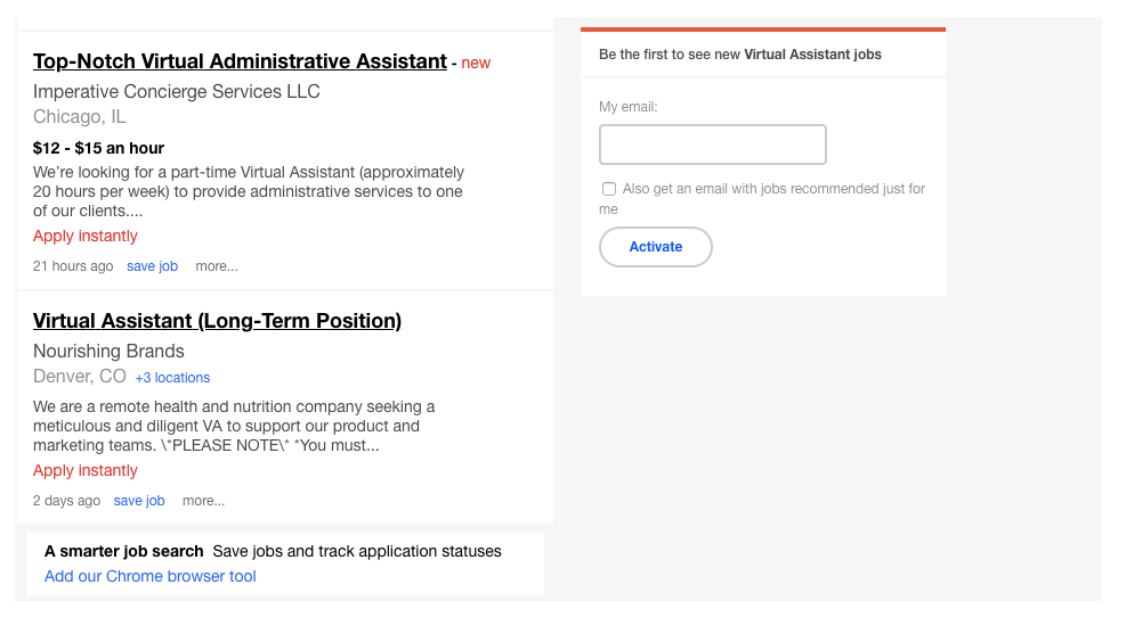 Top-Notch Virtual Administrative Assistant - new
Imperative Concierge Services LLC
Chicago, IL
$12 - $15 an hour
We're looking for a part-time Virtual Assistant (approximately
20 hours per week) to provide administrative services to one
of our clients....
Apply instantly
21 hours ago save job more...
Virtual Assistant (Long-Term Position)
Nourishing Brands
Denver, CO +3 locations
We are a remote health and nutrition company seeking a
meticulous and diligent VA to support our product and
marketing teams. \*PLEASE NOTE\* *You must...
Apply instantly
2 days ago save job more...
A smarter job search Save jobs and track application statuses
Add our Chrome browser tool
Be the first to see new Virtual Assistant jobs
My email:
Also get an email with jobs recommended just for
me
Activate